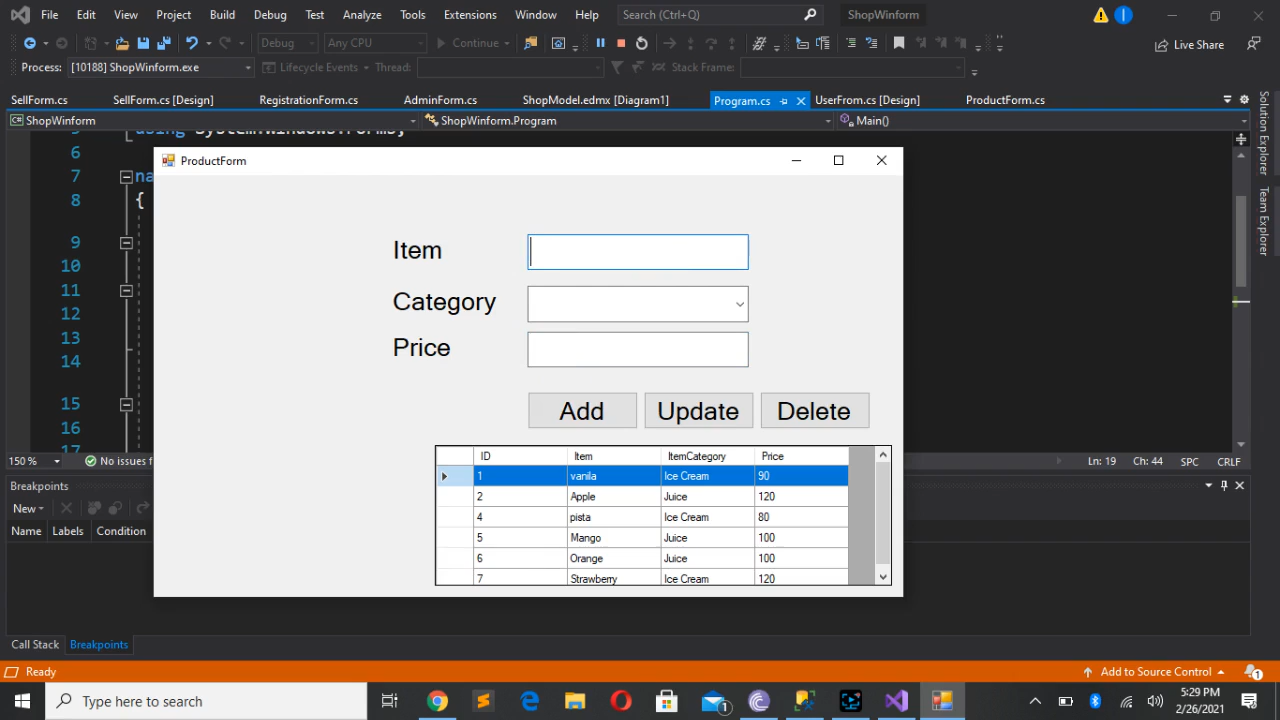 File Edit View Project Build Debug Test Analyze Tools Extensions Window Help Search (Ctrl+Q) ShopWinform
Debug Any CPU Continue Live Share
Process: [10188] ShopWinform.exe Lifecycle Events Thread: Stack Frame:
SellForm.cs SellForm.cs [Design] RegistrationForm.cs AdminForm.cs ShopModel.edmx [Diagram1] Program.cs UserFrom.cs [Design] ProductForm.cs
ShopWinform ShopWinform.Program Main()
Solution Explorer
Team Explorer
6
7 na
8 {
9
10
11
12
13
14
15
16
17
ProductForm
Item
Category
Price
Add Update Delete
ID Item ItemCategory Price
1 vanila Ice Cream 90
2 Apple Juice 120
4 pista Ice Cream 80
5 Mango Juice 100
6 Orange Juice 100
7 Strawberry Ice Cream 120
150 % No issues f Ln: 19 Ch: 44 SPC CRLF
Breakpoints
New
Name Labels Condition
Call Stack Breakpoints
Ready Add to Source Control 1
Type here to search 1 5:29 PM
2/26/2021